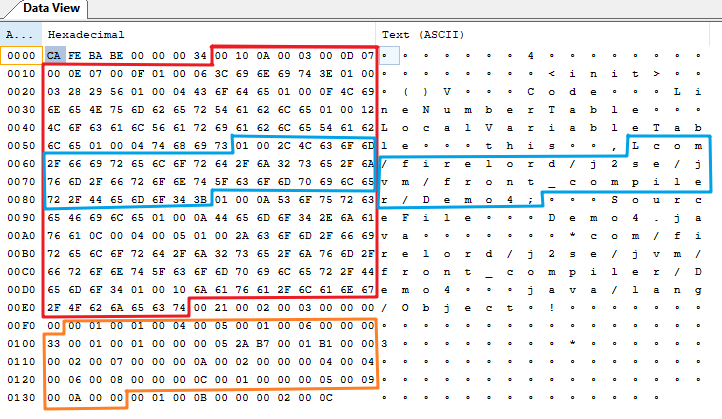 Data View
A... Hexadecimal Text (ASCII)
0000 CA FE BA BE 00 00 00 34 00 10 0A 00 03 00 0D 07 ° ° ° ° ° ° ° 4 ° ° ° ° ° ° ° °
0010 00 0E 07 00 0F 01 00 06 3C 69 6E 69 74 3E 01 00 ° ° ° ° ° ° ° ° < i n i t > ° °
0020 03 28 29 56 01 00 04 43 6F 64 65 01 00 0F 4C 69 ° ( ) V ° ° ° C o d e ° ° ° L i
0030 6E 65 4E 75 6D 62 65 72 54 61 62 6C 65 01 00 12 n e N u m b e r T a b l e ° ° °
0040 4C 6F 63 61 6C 56 61 72 69 61 62 6C 65 54 61 62 L o c a l V a r i a b l e T a b
0050 6C 65 01 00 04 74 68 69 73 01 00 2C 4C 63 6F 6D l e ° ° ° t h i s ° ° , L c o m
0060 2F 66 69 72 65 6C 6F 72 64 2F 6A 32 73 65 2F 6A / f i r e l o r d / j 2 s e / j
0070 76 6D 2F 66 72 6F 6E 74 5F 63 6F 6D 70 69 6C 65 v m / f r o n t _ c o m p i l e
0080 72 2F 44 65 6D 6F 34 3B 01 00 0A 53 6F 75 72 63 r / D e m o 4 ; ° ° ° S o u r c
0090 65 46 69 6C 65 01 00 0A 44 65 6D 6F 34 2E 6A 61 e F i l e ° ° ° D e m o 4 . j a
00A0 76 61 0C 00 04 00 05 01 00 2A 63 6F 6D 2F 66 69 v a ° ° ° ° ° ° ° * c o m / f i
00B0 72 65 6C 6F 72 64 2F 6A 32 73 65 2F 6A 76 6D 2F r e l o r d / j 2 s e / j v m /
00C0 66 72 6F 6E 74 5F 63 6F 6D 70 69 6C 65 72 2F 44 f r o n t _ c o m p i l e r / D
00D0 65 6D 6F 34 01 00 10 6A 61 76 61 2F 6C 61 6E 67 e m o 4 ° ° ° j a v a / l a n g
00E0 2F 4F 62 6A 65 63 74 00 21 00 02 00 03 00 00 00 / O b j e c t ° ! ° ° ° ° ° ° °
00F0 00 00 01 00 01 00 04 00 05 00 01 00 06 00 00 00 ° ° ° ° ° ° ° ° ° ° ° ° ° ° ° °
0100 33 00 01 00 01 00 00 00 05 2A B7 00 01 B1 00 00 3 ° ° ° ° ° ° ° ° * ° ° ° ° ° °
0110 00 02 00 07 00 00 00 0A 00 02 00 00 00 04 00 04 ° ° ° ° ° ° ° ° ° ° ° ° ° ° ° °
0120 00 06 00 08 00 00 00 0C 00 01 00 00 00 05 00 09 ° ° ° ° ° ° ° ° ° ° ° ° ° ° ° °
0130 00 0A 00 00 00 01 00 0B 00 00 00 02 00 0C ° ° ° ° ° ° ° ° ° ° ° ° ° °